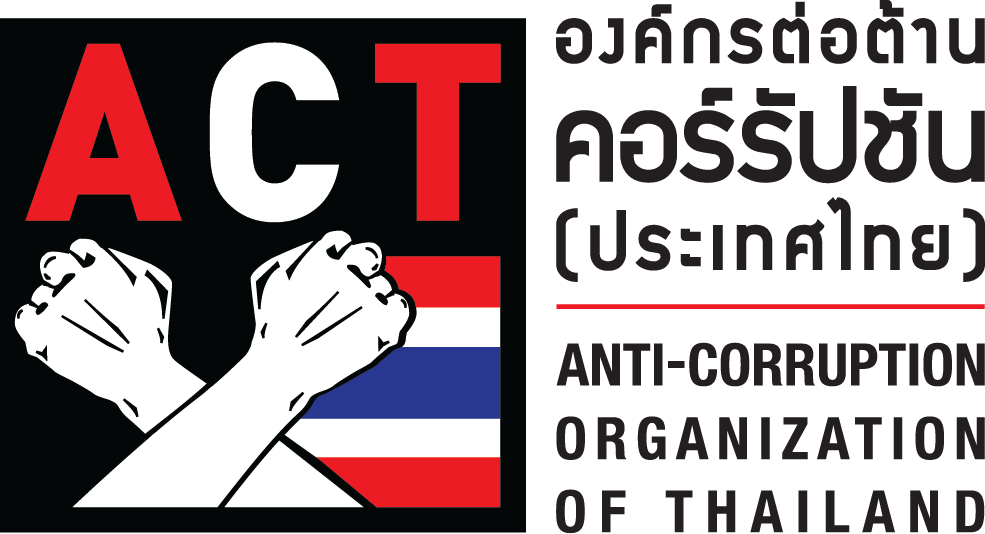 ACT
องค์กรต่อต้าน
คอร์รัปชัน
(ประเทศไทย)
ANTI-CORRUPTION
ORGANIZATION
OF THAILAND